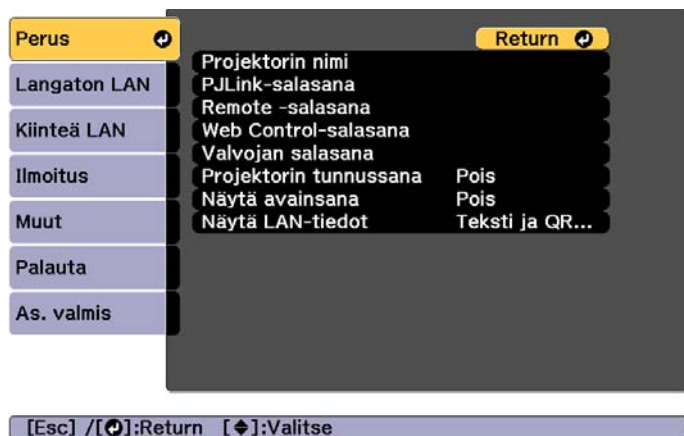 Perus
Return
Projektorin nimi
Langaton LAN
PJLink-salasana
Remote -salasana
Kiinteä LAN
Web Control-salasana
Valvojan salasana
Ilmoitus
Projektorin tunnussana Pois
Näytä avainsana Pois
Muut
Näytä LAN-tiedot Teksti ja QR...
Palauta
As. valmis
[Esc] /[]:Return []:Valitse